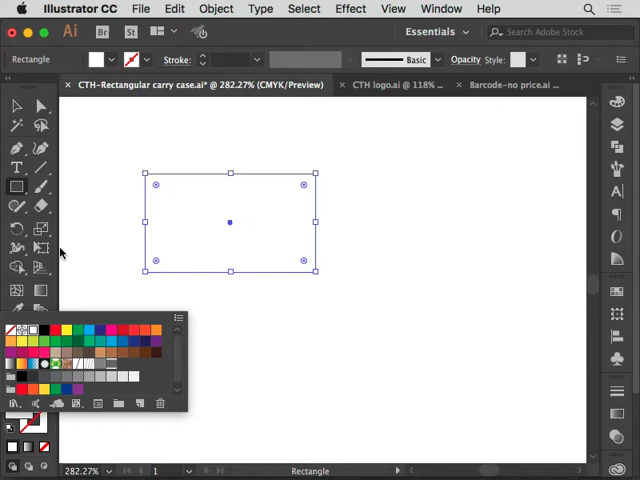 Illustrator CC File Edit Object Type Select Effect View Window Help
Ai Br St Essentials Search Adobe Stock
Rectangle Stroke: Basic Opacity Style:
CTH-Rectangular carry case.ai* @ 282.27% (CMYK/Preview) CTH logo.ai @ 118% ... Barcode-no price.ai ...
282.27% 1 Rectangle